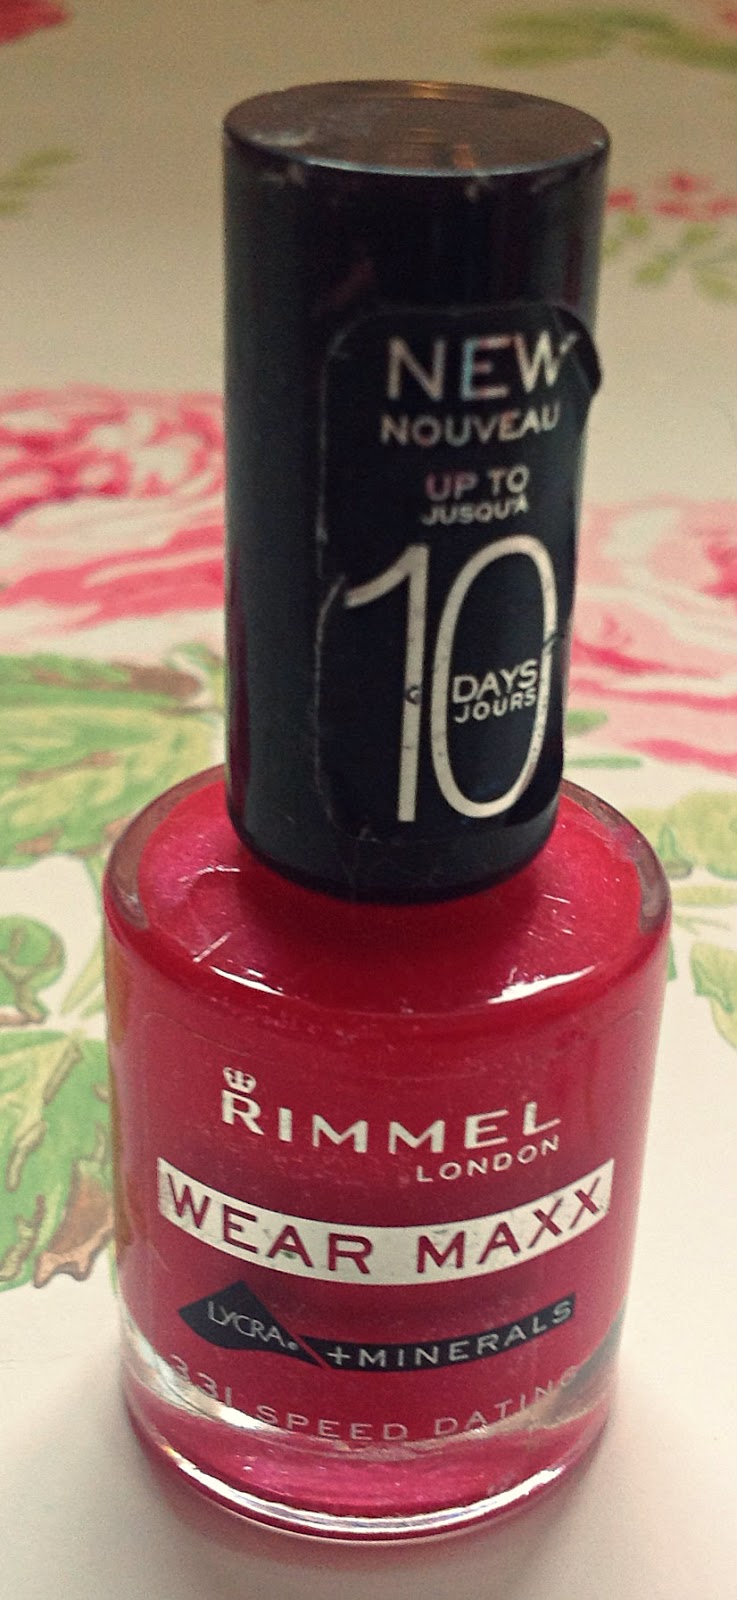 NEW
NOUVEAU
UP TO
JUSQU'À
10
DAYS
JOURS
RIMMEL
LONDON
WEAR MAXX
LYCRA® +MINERALS
331 SPEED DATING